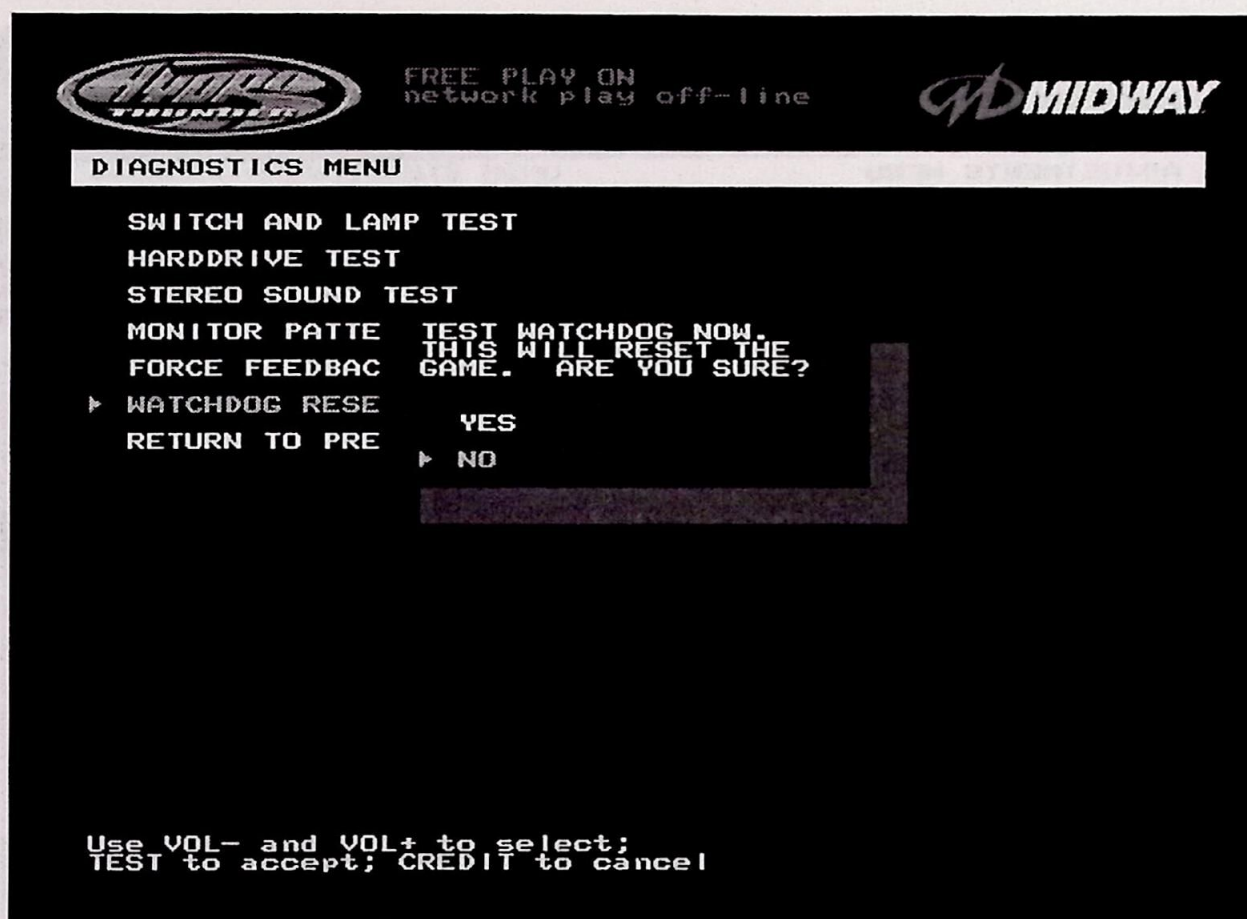 HYDRO
THUNDER
FREE PLAY ON
network play off-line
MIDWAY
DIAGNOSTICS MENU
SWITCH AND LAMP TEST
HARDDRIVE TEST
STEREO SOUND TEST
MONITOR PATTE
FORCE FEEDBAC
WATCHDOG RESE
RETURN TO PRE
TEST WATCHDOG NOW.
THIS WILL RESET THE
GAME. ARE YOU SURE?
YES
NO
Use VOL- and VOL+ to select;
TEST to accept; CREDIT to cancel